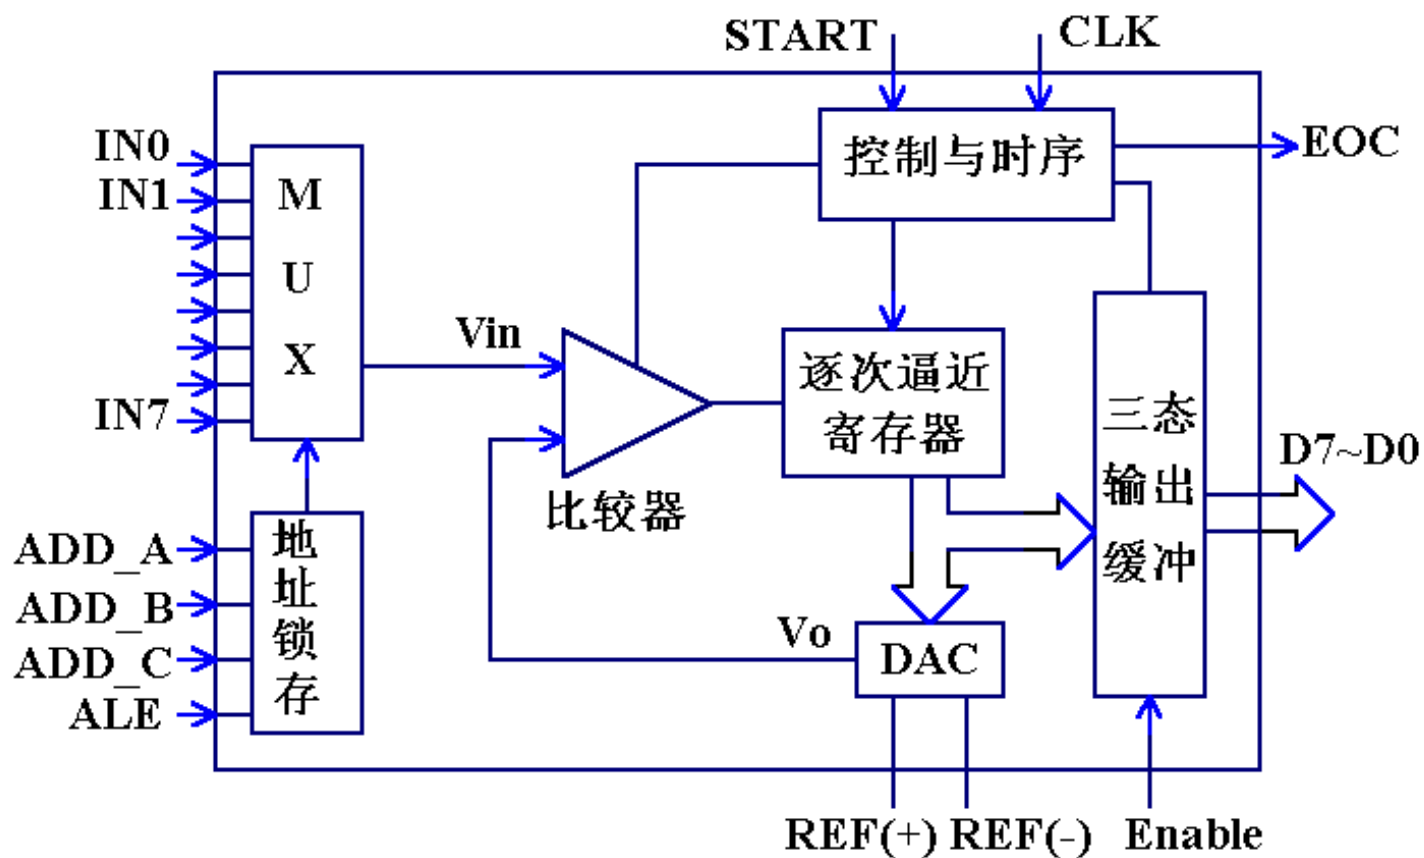 START
CLK
控制与时序
EOC
IN0
IN1
IN7
M
U
X
Vin
比较器
逐次逼近
寄存器
三态
输出
缓冲
D7~D0
ADD_A
ADD_B
ADD_C
ALE
地
址
锁
存
Vo
DAC
REF(+)
REF(-)
Enable